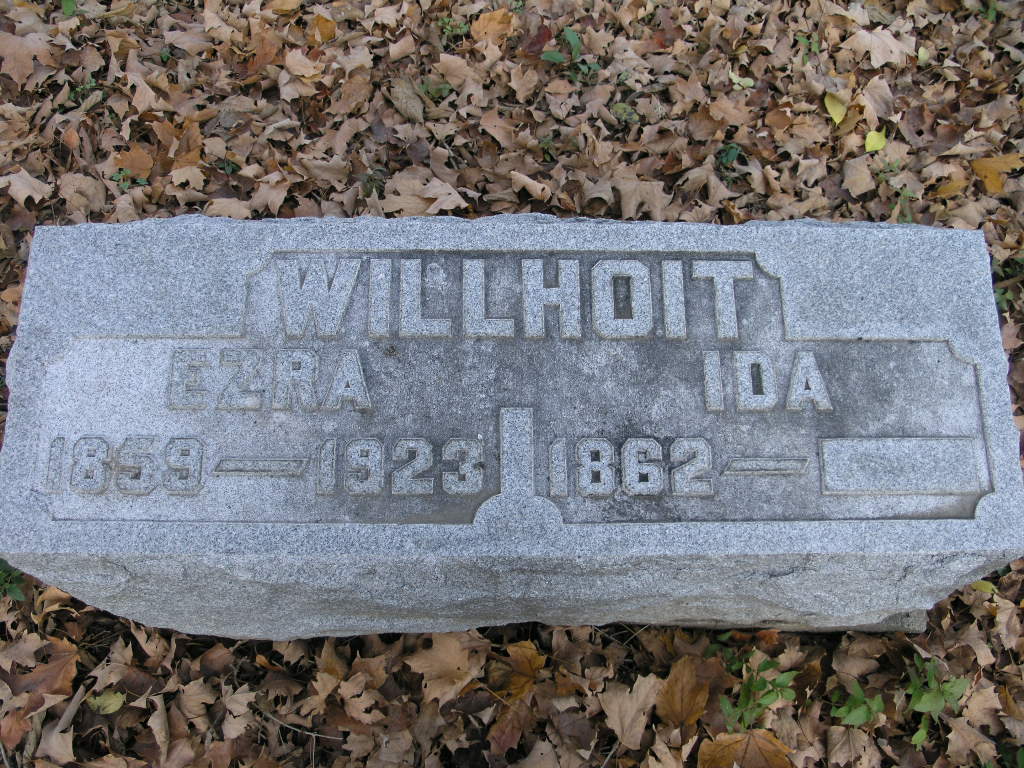 WILLHOIT
EZRA IDA
1859 — 1923 1862 —